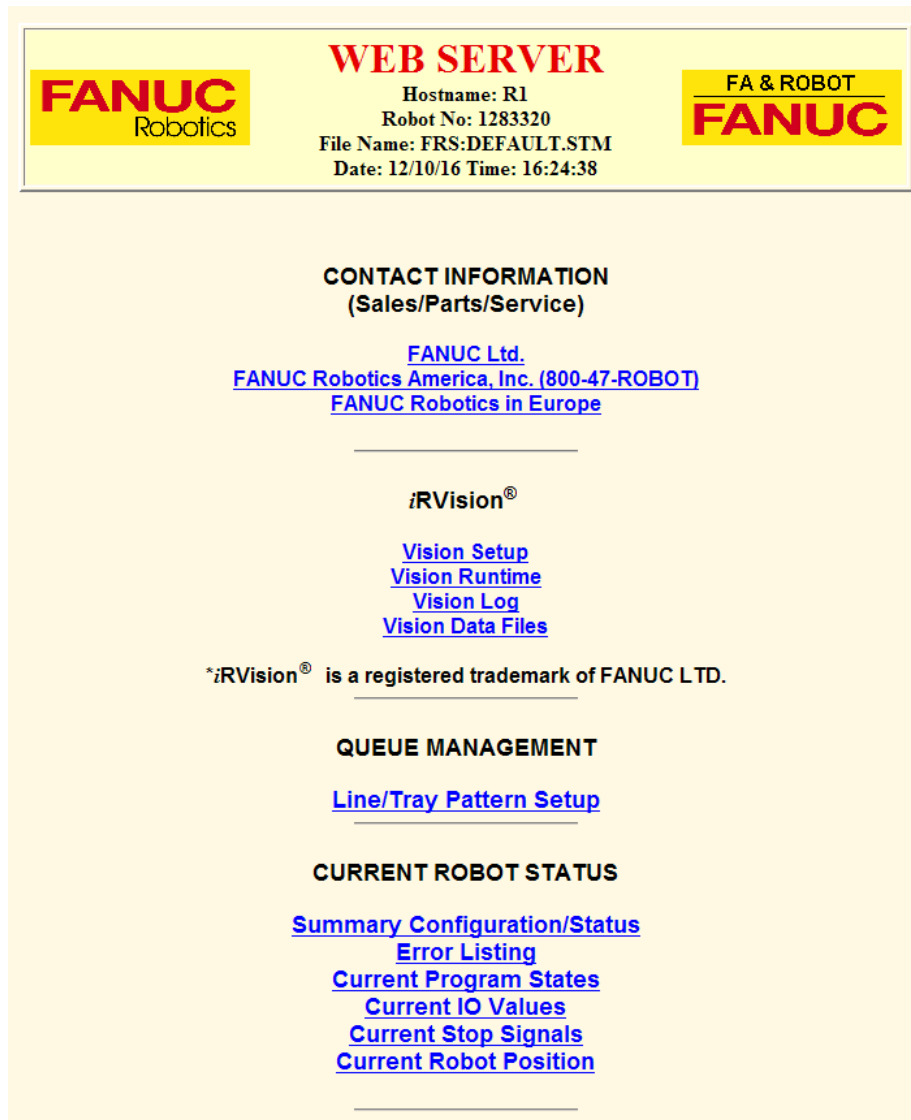 FANUC
Robotics
WEB SERVER
Hostname: R1
Robot No: 1283320
File Name: FRS:DEFAULT.STM
Date: 12/10/16 Time: 16:24:38
FA & ROBOT
FANUC
CONTACT INFORMATION
(Sales/Parts/Service)
FANUC Ltd.
FANUC Robotics America, Inc. (800-47-ROBOT)
FANUC Robotics in Europe
iRVision®
Vision Setup
Vision Runtime
Vision Log
Vision Data Files
*iRVision® is a registered trademark of FANUC LTD.
QUEUE MANAGEMENT
Line/Tray Pattern Setup
CURRENT ROBOT STATUS
Summary Configuration/Status
Error Listing
Current Program States
Current IO Values
Current Stop Signals
Current Robot Position